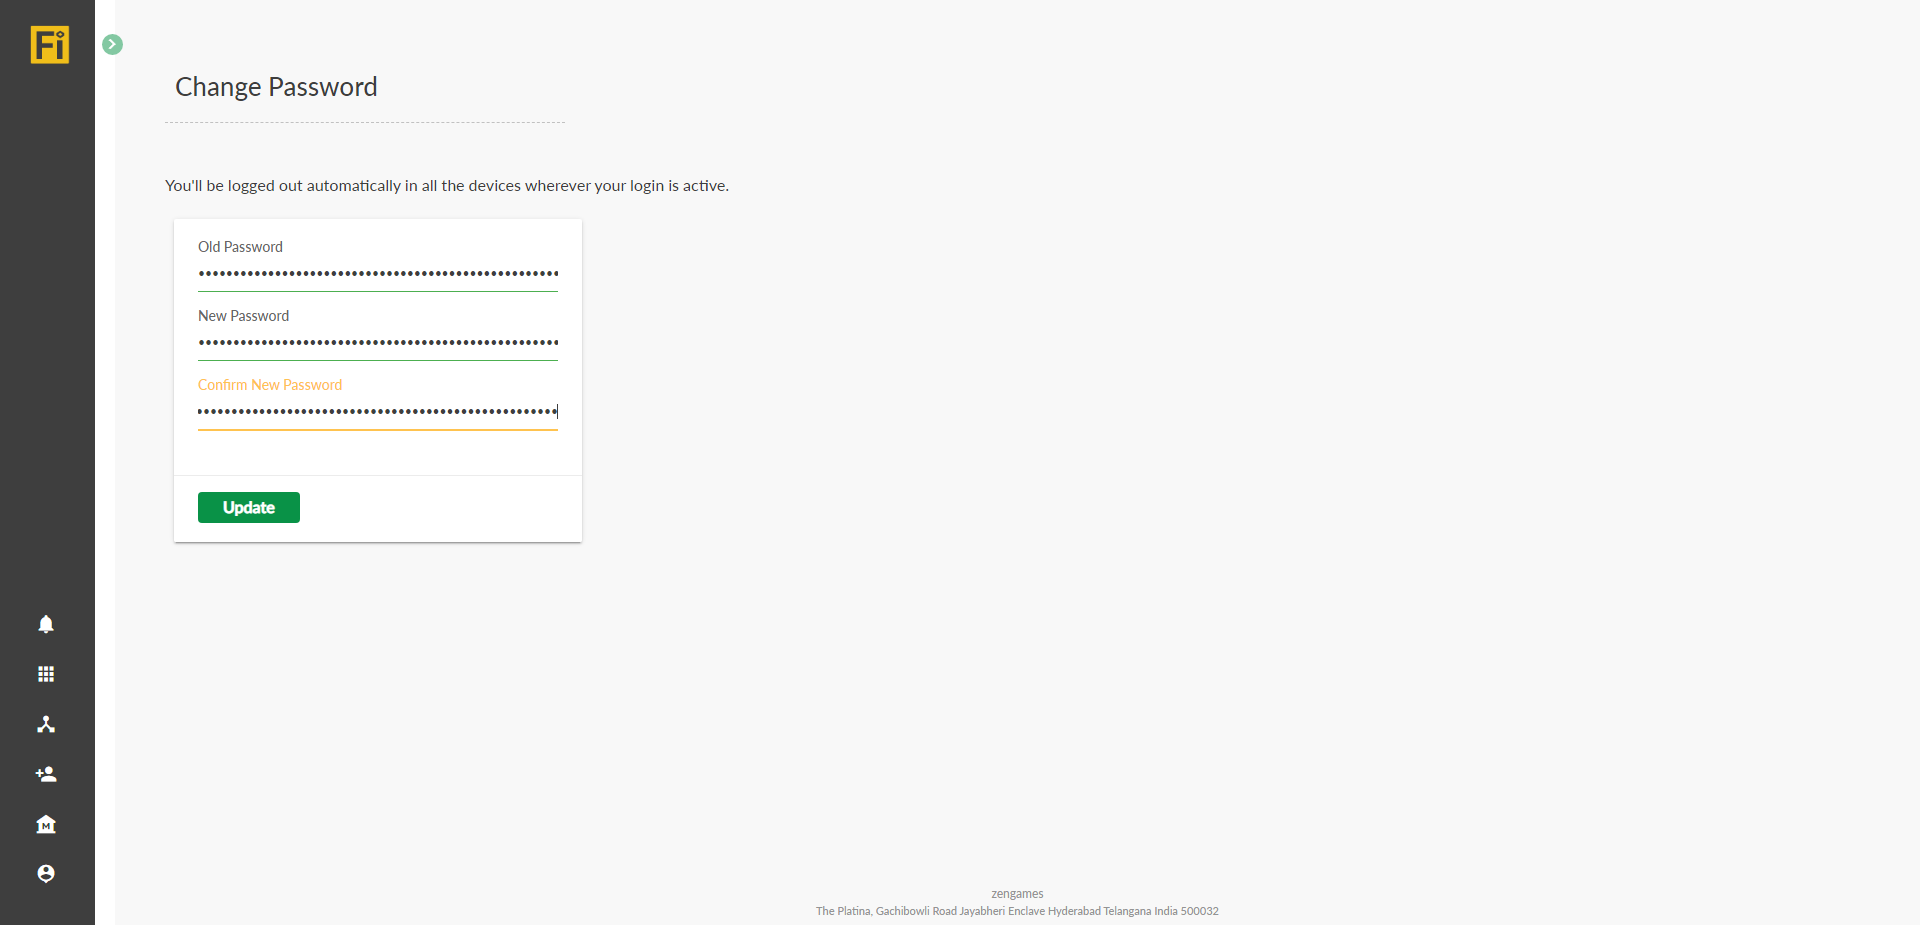 Fi
Change Password
You'll be logged out automatically in all the devices wherever your login is active.
Old Password
New Password
Confirm New Password
Update
M
zengames
The Platina, Gachibowli Road Jayabheri Enclave Hyderabad Telangana India 500032